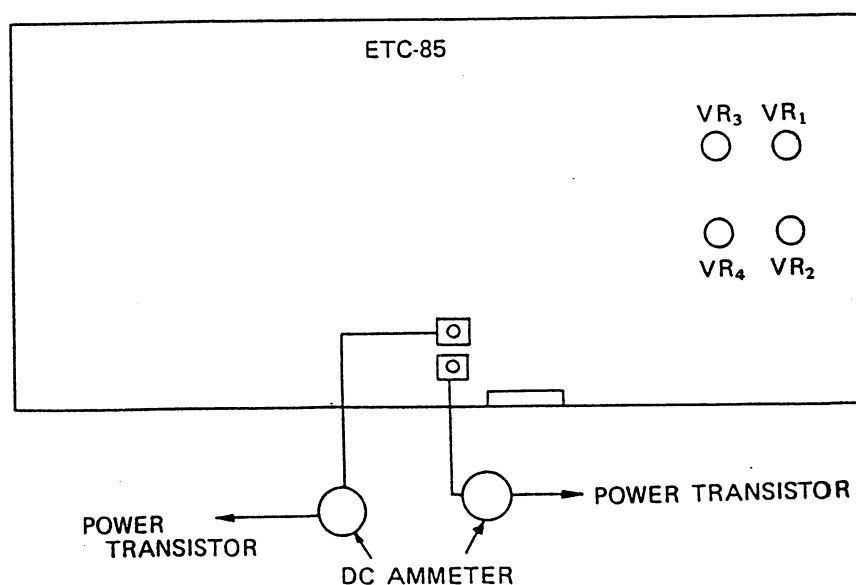 ETC-85
VR₃ VR₁
VR₄ VR₂
POWER TRANSISTOR
POWER
TRANSISTOR
DC AMMETER